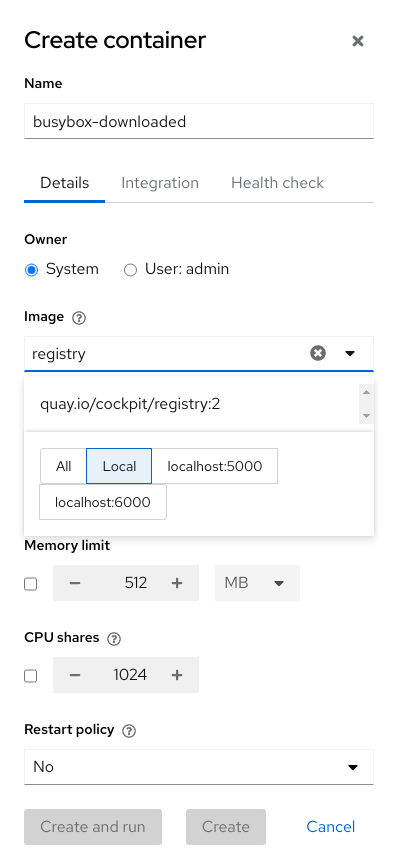 Create container
Name
busybox-downloaded
Details Integration Health check
Owner
System User: admin
Image
registry
quay.io/cockpit/registry:2
All Local localhost:5000
localhost:6000
Memory limit
512 MB
CPU shares
1024
Restart policy
No
Create and run Create Cancel